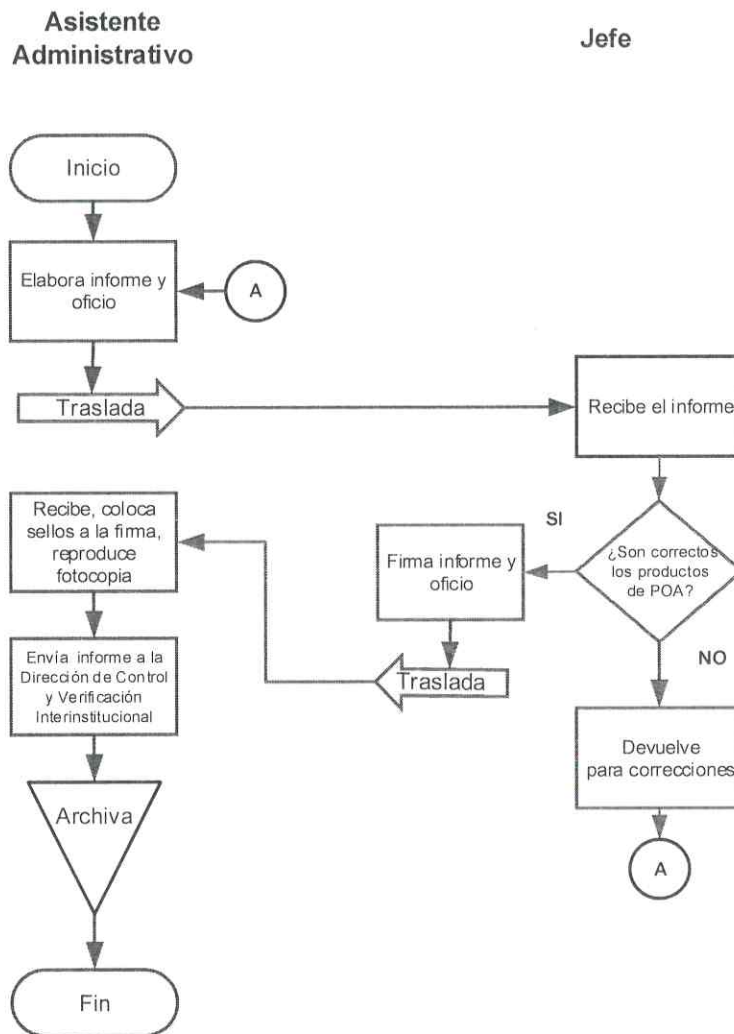 Asistente
Administrativo
Jefe
Inicio
Elabora informe y
oficio
A
Traslada
Recibe el informe
¿Son correctos
los productos
de POA?
SI
NO
Firma informe y
oficio
Traslada
Devuelve
para correcciones
A
Recibe, coloca
sellos a la firma,
reproduce
fotocopia
Envía informe a la
Dirección de Control
y Verificación
Interinstitucional
Archiva
Fin